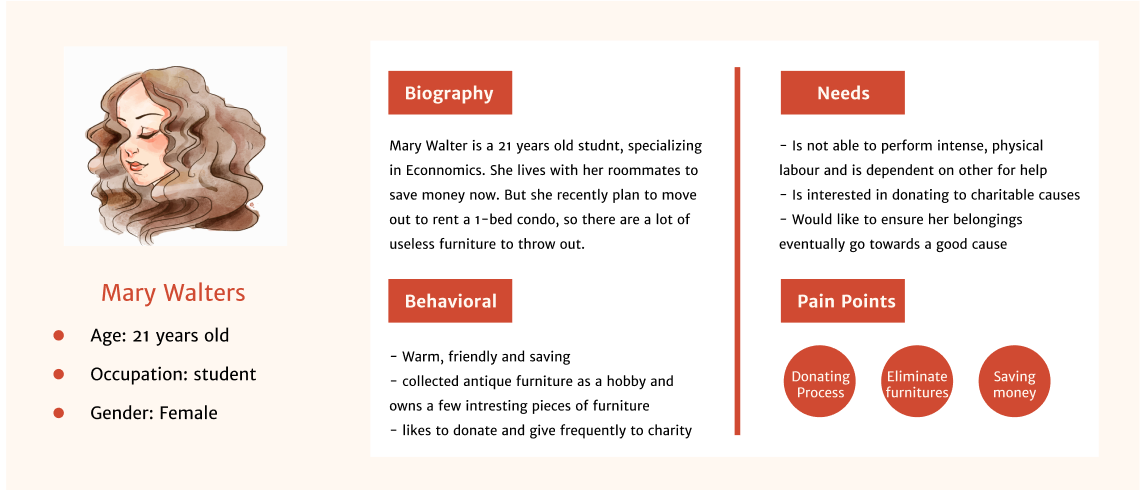 Mary Walters
Age: 21 years old
Occupation: student
Gender: Female
Biography
Mary Walter is a 21 years old studnt, specializing
in Econnomics. She lives with her roommates to
save money now. But she recently plan to move
out to rent a 1-bed condo, so there are a lot of
useless furniture to throw out.
Behavioral
- Warm, friendly and saving
- collected antique furniture as a hobby and
owns a few intresting pieces of furniture
- likes to donate and give frequently to charity
Needs
- Is not able to perform intense, physical
labour and is dependent on other for help
- Is interested in donating to charitable causes
- Would like to ensure her belongings
eventually go towards a good cause
Pain Points
Donating
Process
Eliminate
furnitures
Saving
money